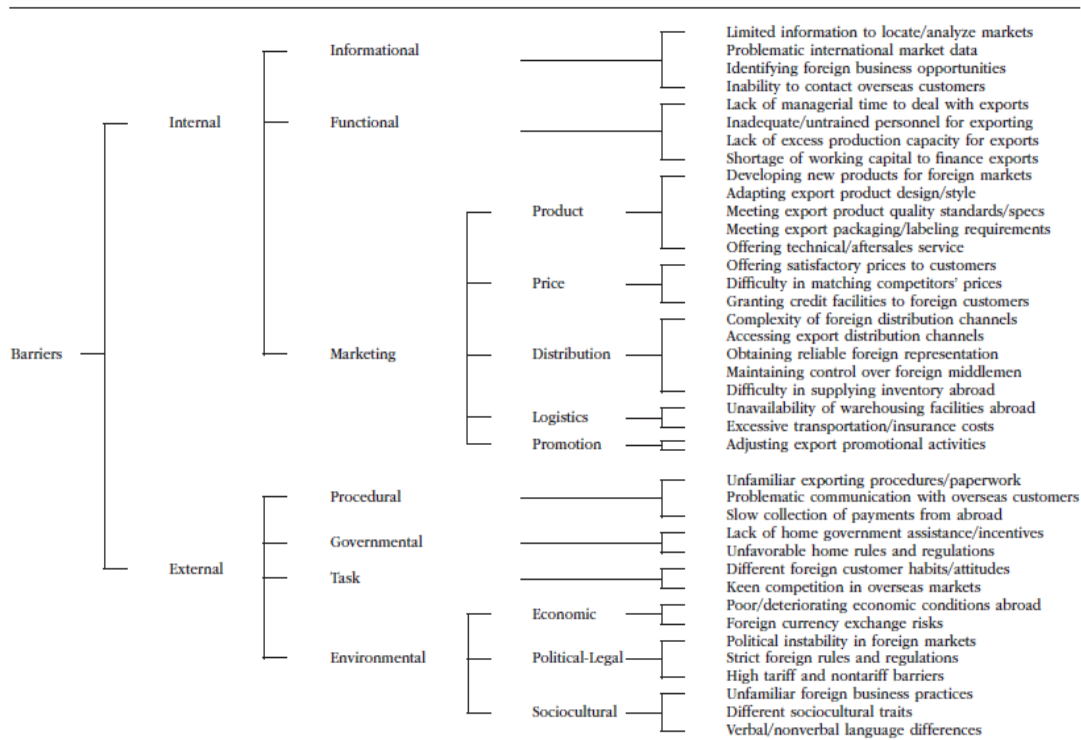 Limited information to locate/analyze markets
Informational
Problematic international market data
Identifying foreign business opportunities
Inability to contact overseas customers
Lack of managerial time to deal with exports
Internal
Functional
Inadequate/untrained personnel for exporting
Lack of excess production capacity for exports
Shortage of working capital to finance exports
Developing new products for foreign markets
Adapting export product design/style
Product
Meeting export product quality standards/specs
Meeting export packaging/labeling requirements
Offering technical/aftersales service
Offering satisfactory prices to customers
Price
Difficulty in matching competitors' prices
Granting credit facilities to foreign customers
Complexity of foreign distribution channels
Accessing export distribution channels
Barriers
Marketing
Distribution
Obtaining reliable foreign representation
Maintaining control over foreign middlemen
Difficulty in supplying inventory abroad
Unavailability of warehousing facilities abroad
Logistics
Excessive transportation/insurance costs
Promotion
Adjusting export promotional activities
Unfamiliar exporting procedures/paperwork
Procedural
Problematic communication with overseas customers
Slow collection of payments from abroad
Lack of home government assistance/incentives
Governmental
Unfavorable home rules and regulations
External
Different foreign customer habits/attitudes
Task
Keen competition in overseas markets
Poor/deteriorating economic conditions abroad
Economic
Foreign currency exchange risks
Political instability in foreign markets
Environmental
Political-Legal
Strict foreign rules and regulations
High tariff and nontariff barriers
Unfamiliar foreign business practices
Sociocultural
Different sociocultural traits
Verbal/nonverbal language differences